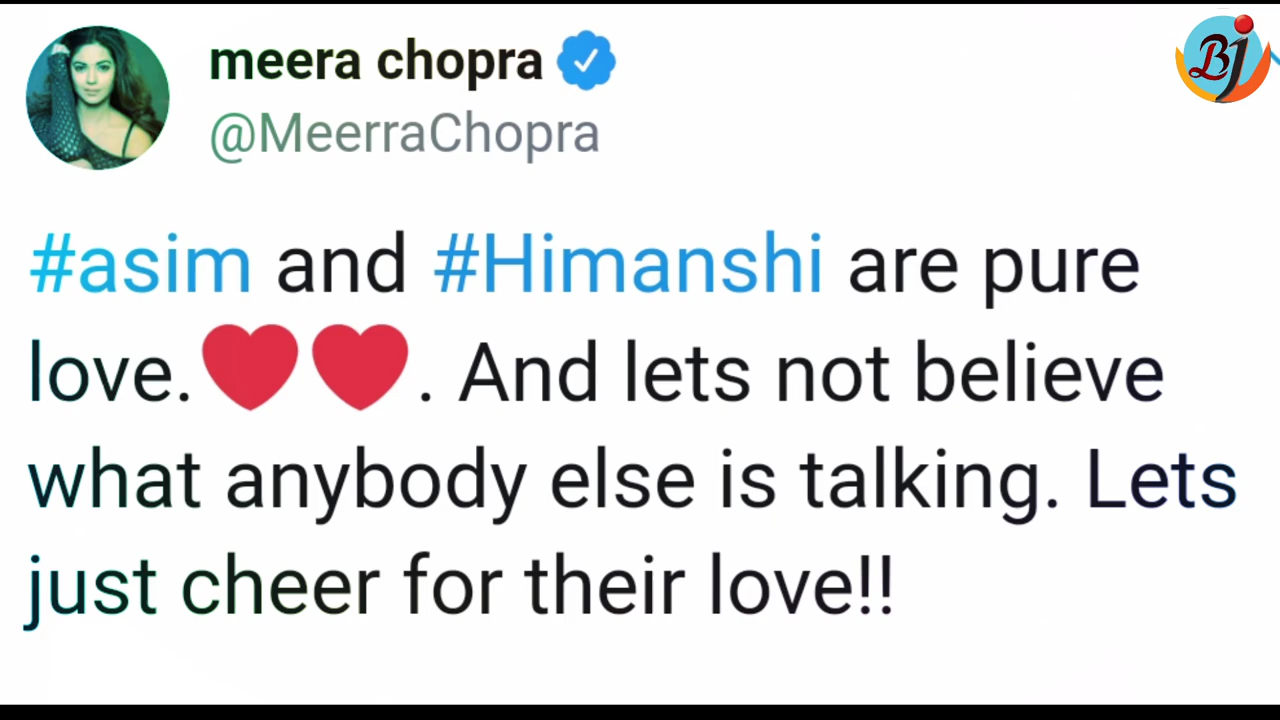 meera chopra
@MeerraChopra
#asim and #Himanshi are pure
love.❤️❤️. And lets not believe
what anybody else is talking. Lets
just cheer for their love!!
Bj